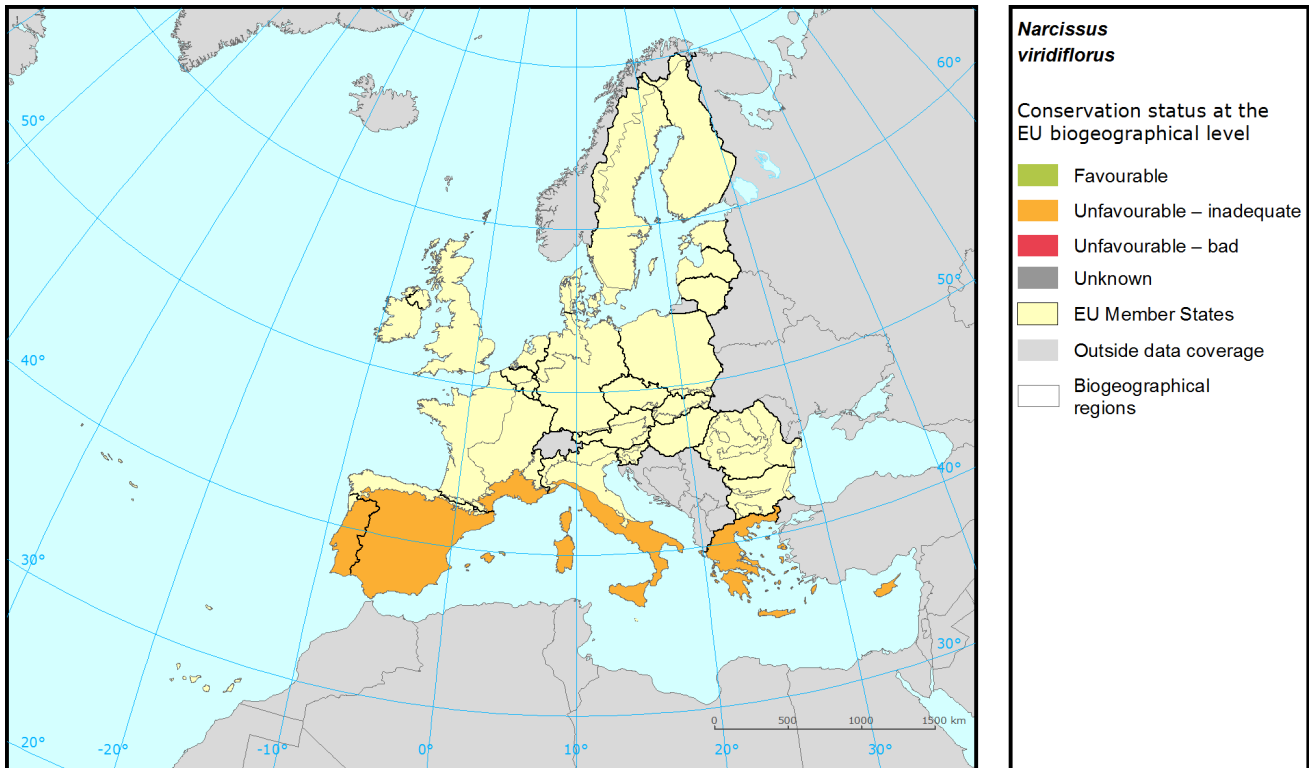 Narcissus
viridiflorus
Conservation status at the
EU biogeographical level
Favourable
Unfavourable – inadequate
Unfavourable – bad
Unknown
EU Member States
Outside data coverage
Biogeographical
regions
60°
50°
50°
40°
40°
30°
30°
20°
-20°
-10°
0°
10°
20°
30°
0
500
1000
1500 km